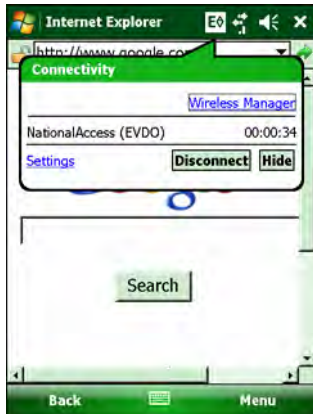 Internet Explorer
http://www.google.co
Connectivity
Wireless Manager
NationalAccess (EVDO) 00:00:34
Settings Disconnect Hide
Search
Back Menu